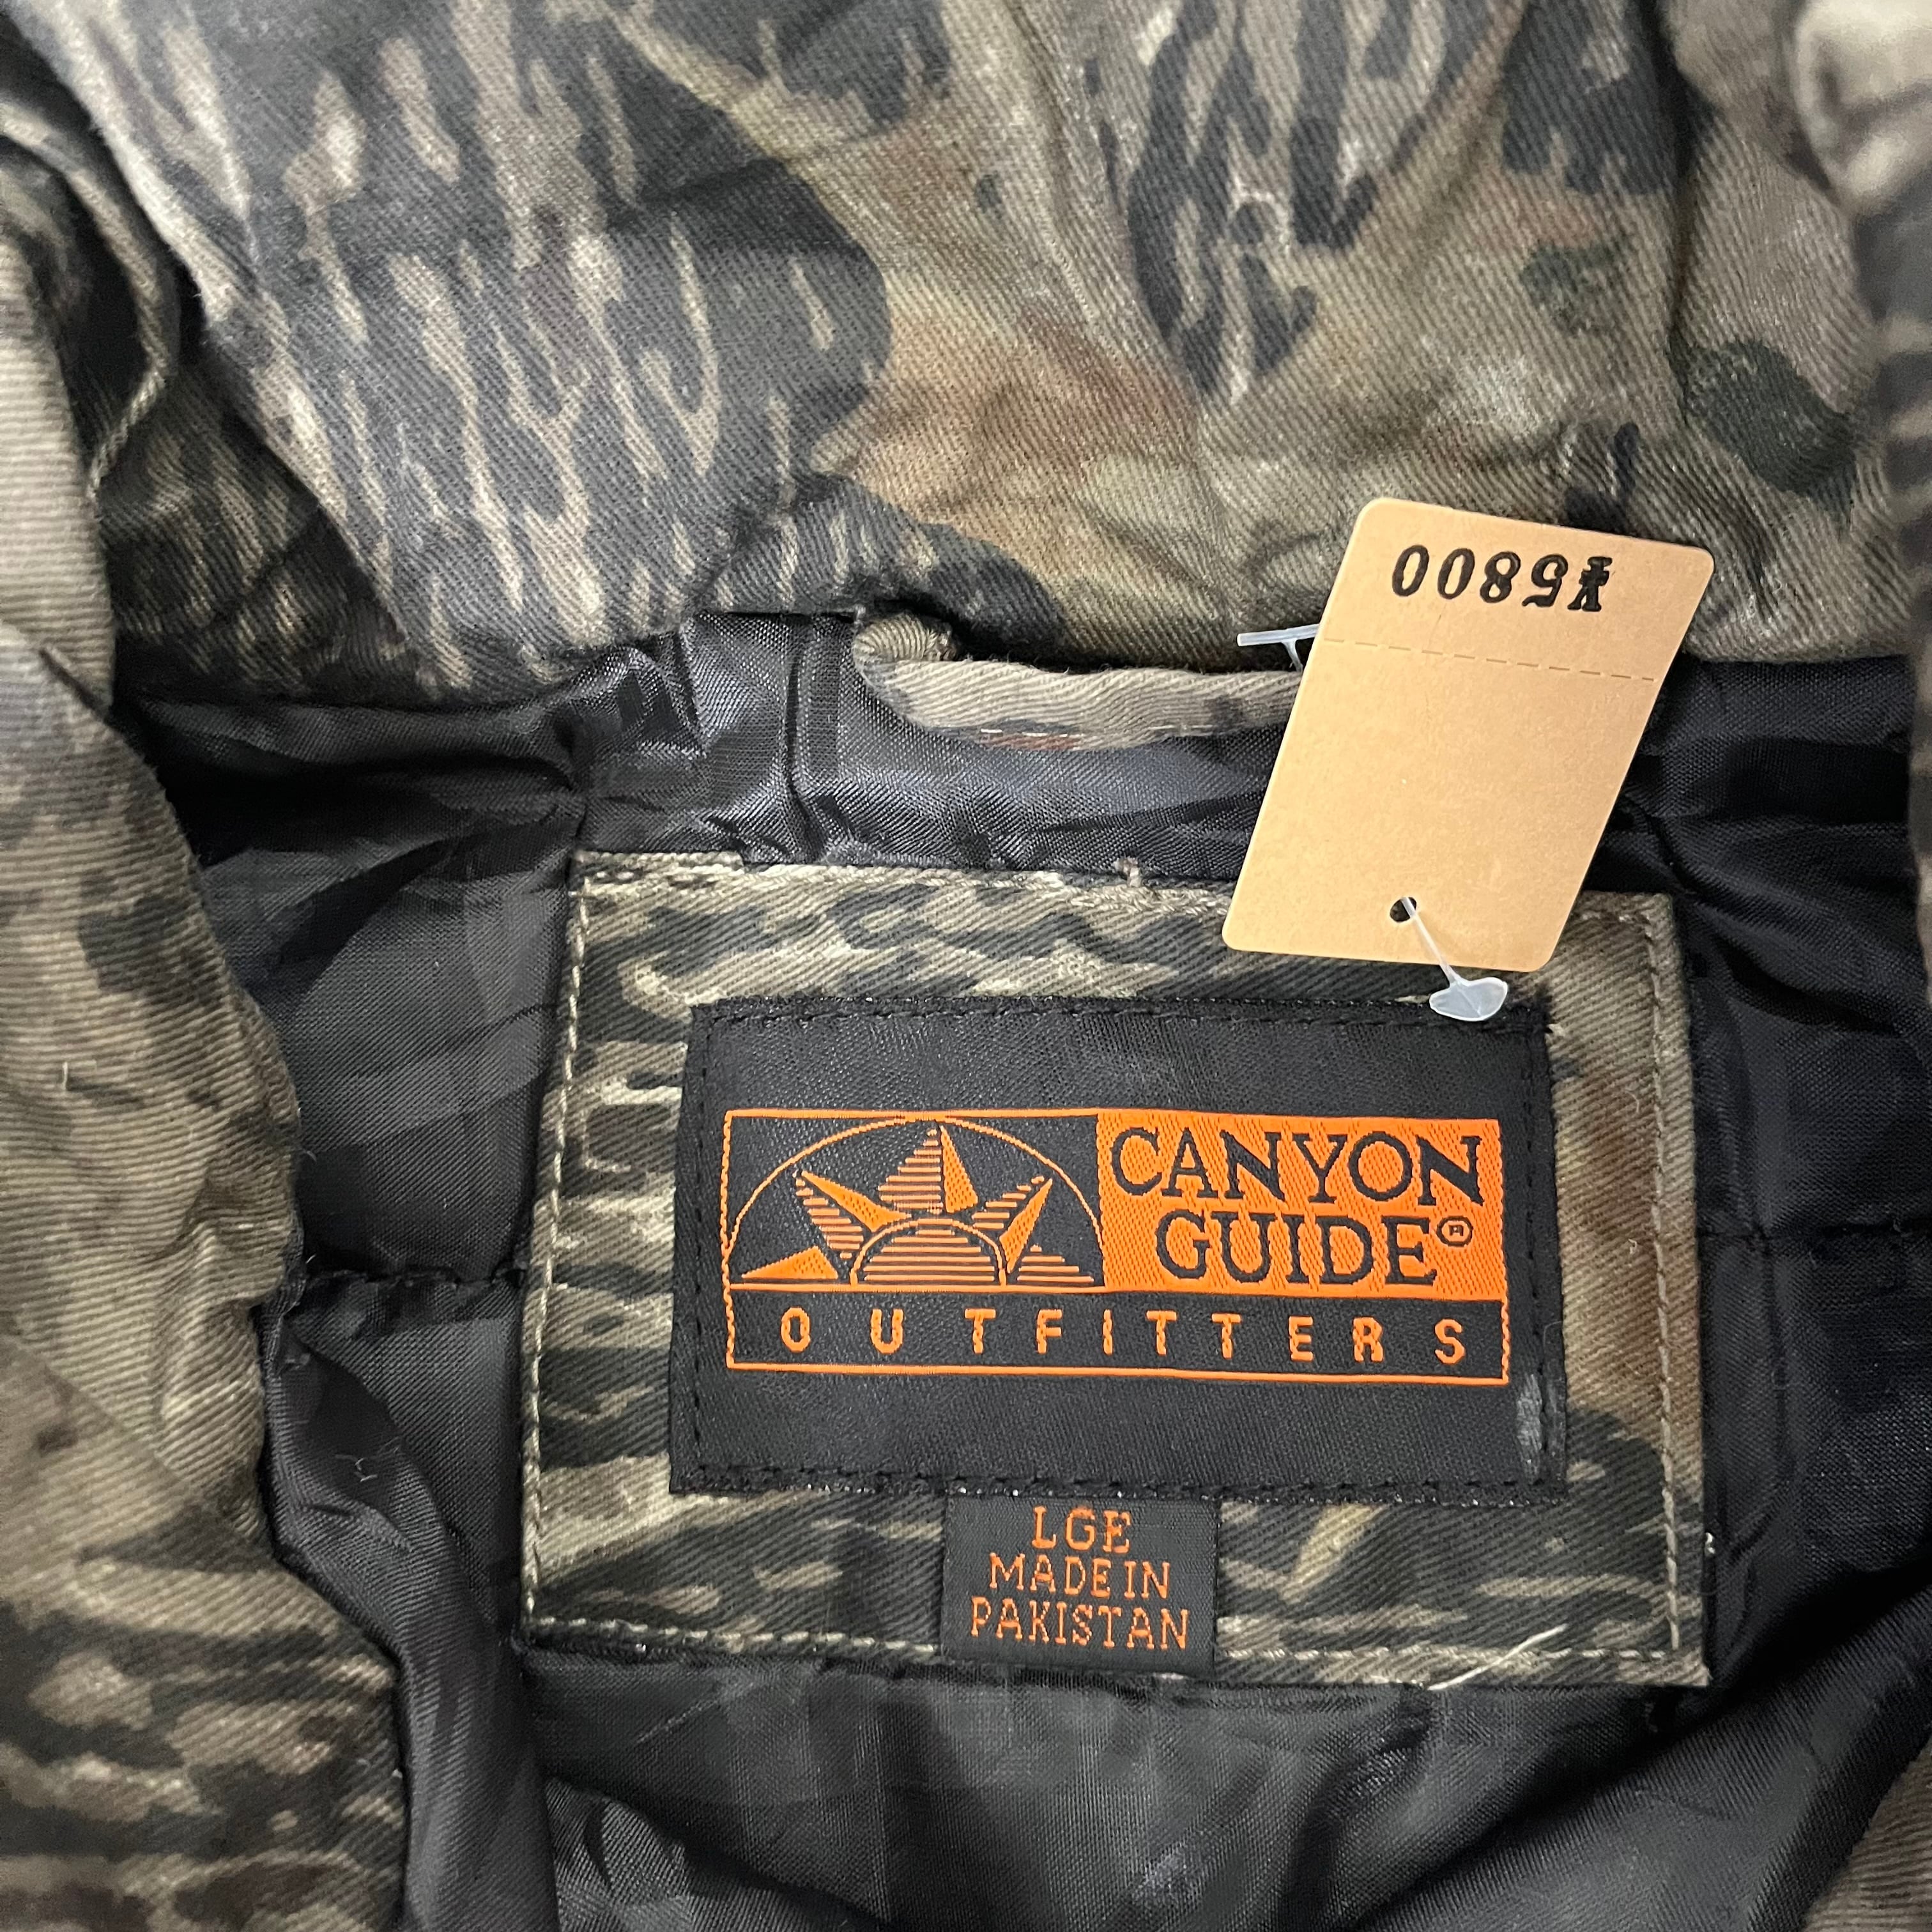 ¥5800
CANYON
GUIDE®
OUTFITTERS
LGE
MADE IN
PAKISTAN